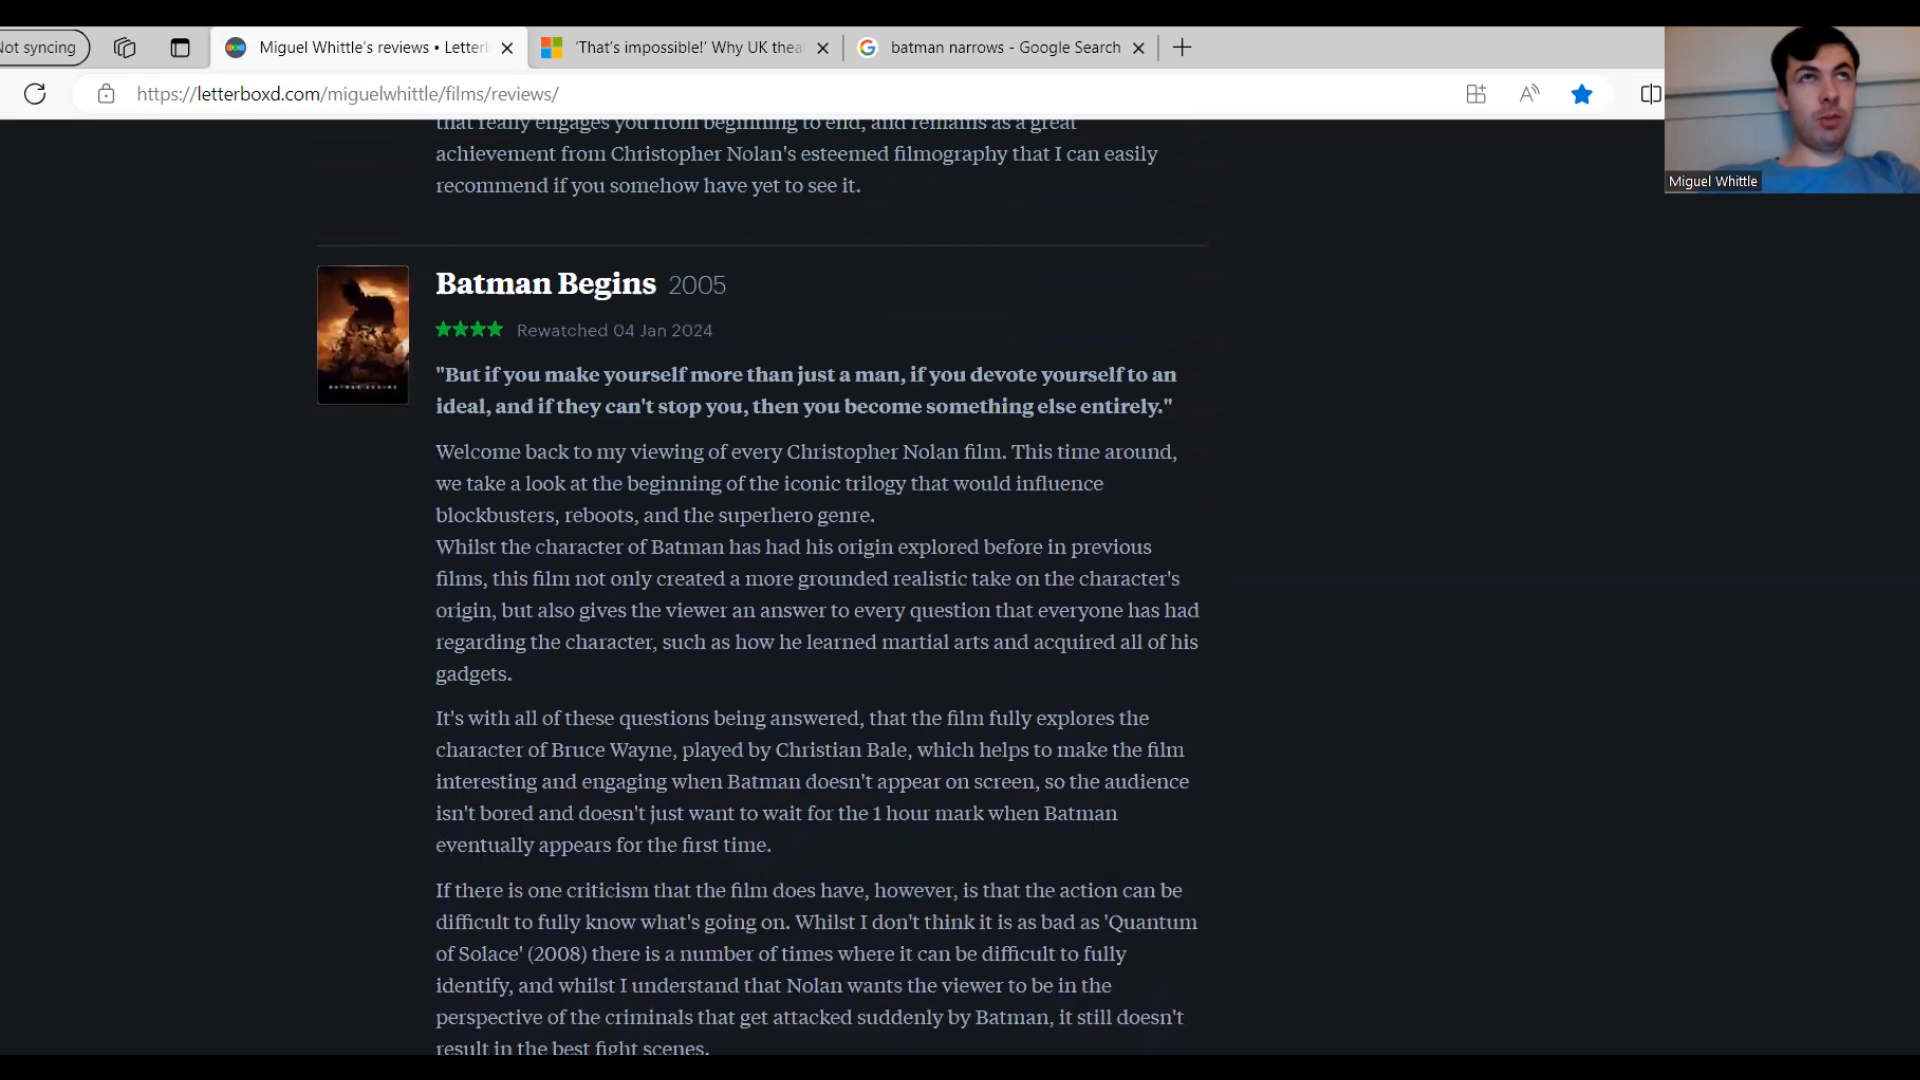 Not syncing
Miguel Whittle's reviews • Letter
'That's impossible!' Why UK thea
batman narrows - Google Search
https://letterboxd.com/miguelwhittle/films/reviews/
Miguel Whittle
that really engages you from beginning to end, and remains as a great
achievement from Christopher Nolan's esteemed filmography that I can easily
recommend if you somehow have yet to see it.
Batman Begins 2005
★★★★ Rewatched 04 Jan 2024
BATMAN BEGINS
"But if you make yourself more than just a man, if you devote yourself to an
ideal, and if they can't stop you, then you become something else entirely."
Welcome back to my viewing of every Christopher Nolan film. This time around,
we take a look at the beginning of the iconic trilogy that would influence
blockbusters, reboots, and the superhero genre.
Whilst the character of Batman has had his origin explored before in previous
films, this film not only created a more grounded realistic take on the character's
origin, but also gives the viewer an answer to every question that everyone has had
regarding the character, such as how he learned martial arts and acquired all of his
gadgets.
It's with all of these questions being answered, that the film fully explores the
character of Bruce Wayne, played by Christian Bale, which helps to make the film
interesting and engaging when Batman doesn't appear on screen, so the audience
isn't bored and doesn't just want to wait for the 1 hour mark when Batman
eventually appears for the first time.
If there is one criticism that the film does have, however, is that the action can be
difficult to fully know what's going on. Whilst I don't think it is as bad as 'Quantum
of Solace' (2008) there is a number of times where it can be difficult to fully
identify, and whilst I understand that Nolan wants the viewer to be in the
perspective of the criminals that get attacked suddenly by Batman, it still doesn't
result in the best fight scenes.